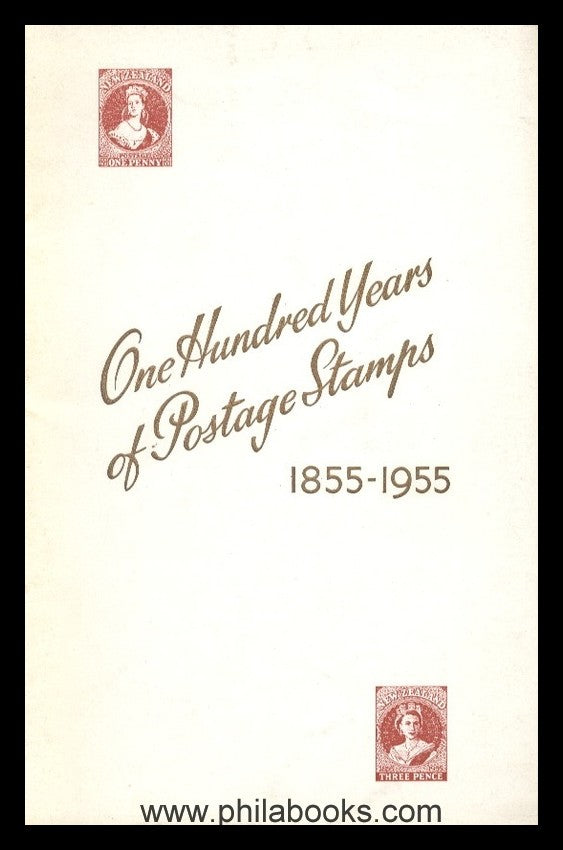 NEW ZEALAND
ONE PENNY
One Hundred Years
of Postage Stamps
1855-1955
NEW ZEALAND
THREE PENCE
www.philabooks.com